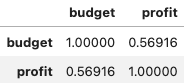 budget profit
budget 1.00000 0.56916
profit 0.56916 1.00000